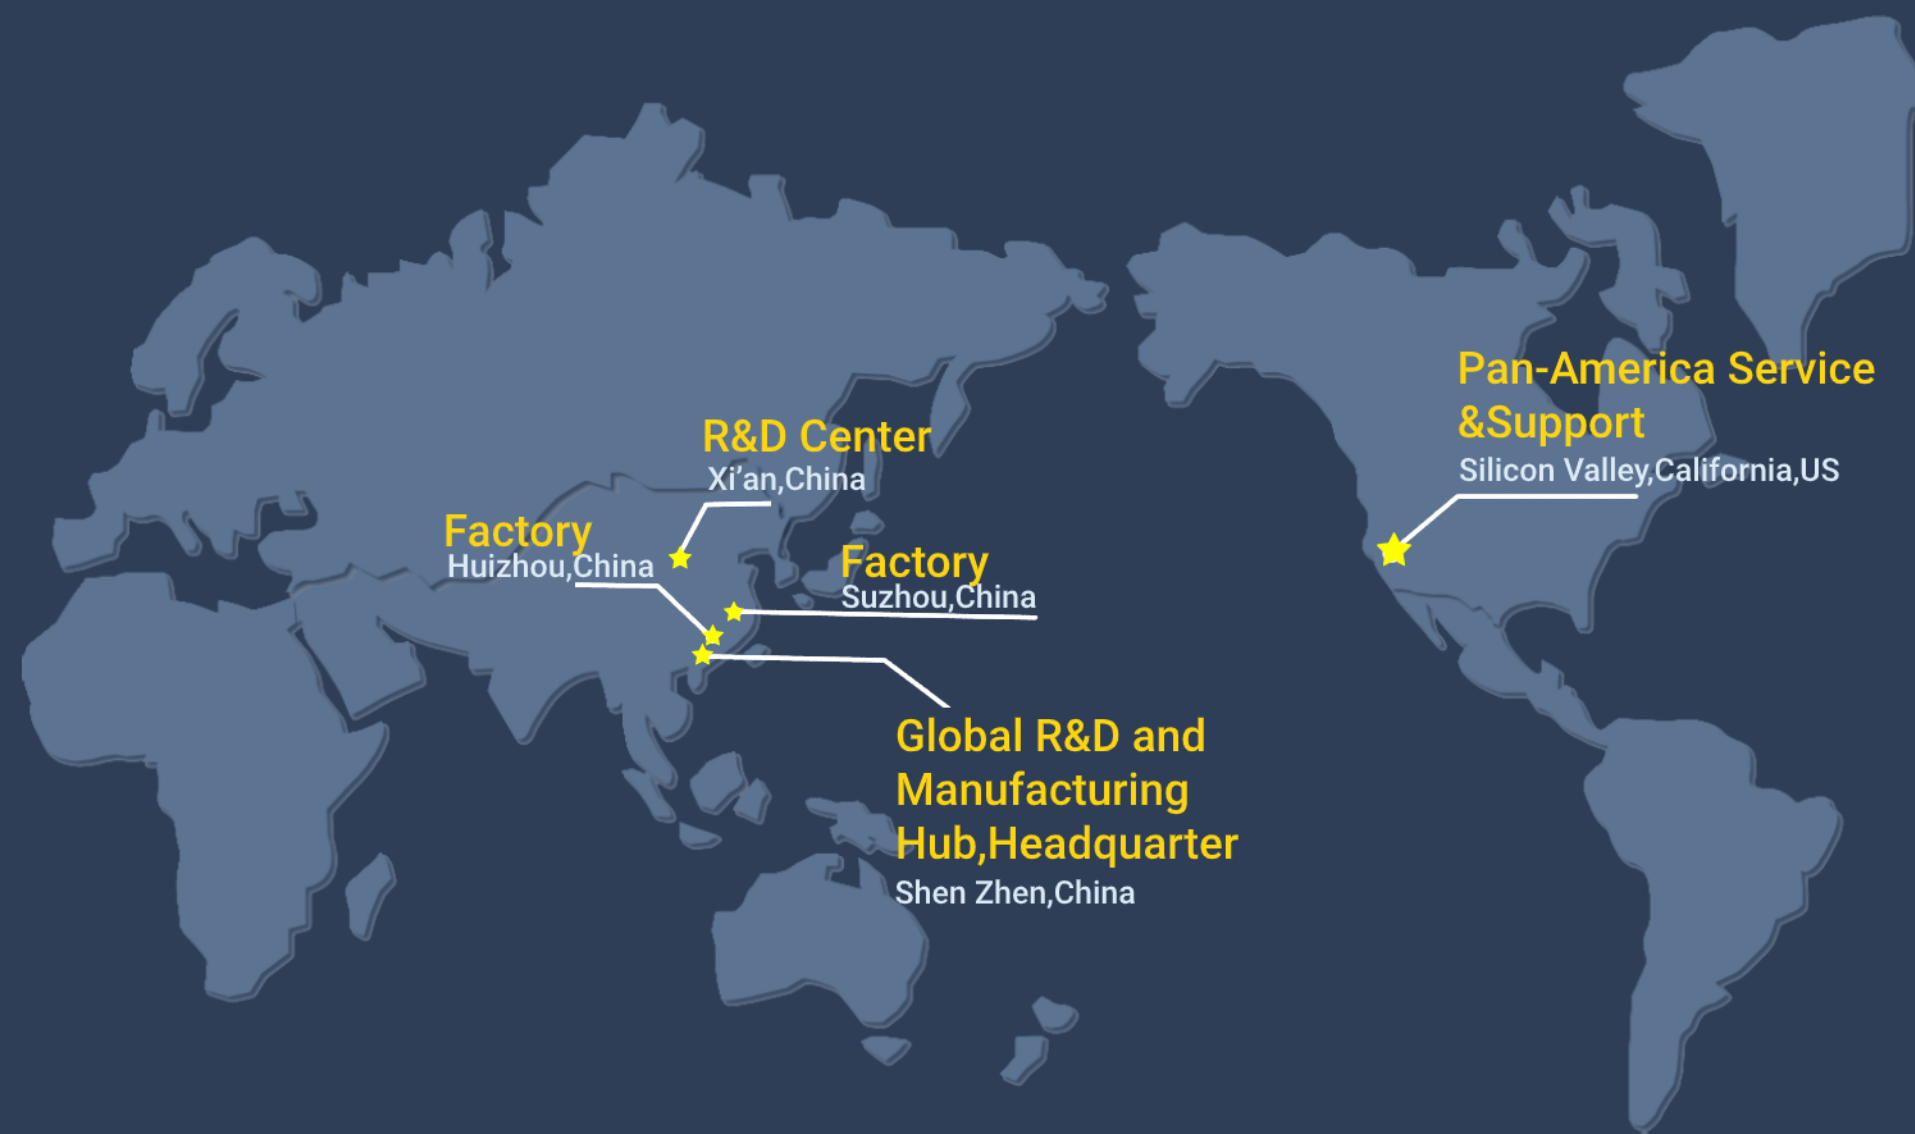 Pan-America Service
&Support
Silicon Valley,California,US
R&D Center
Xi’an,China
Factory
Huizhou,China
Factory
Suzhou,China
Global R&D and
Manufacturing
Hub,Headquarter
Shen Zhen,China